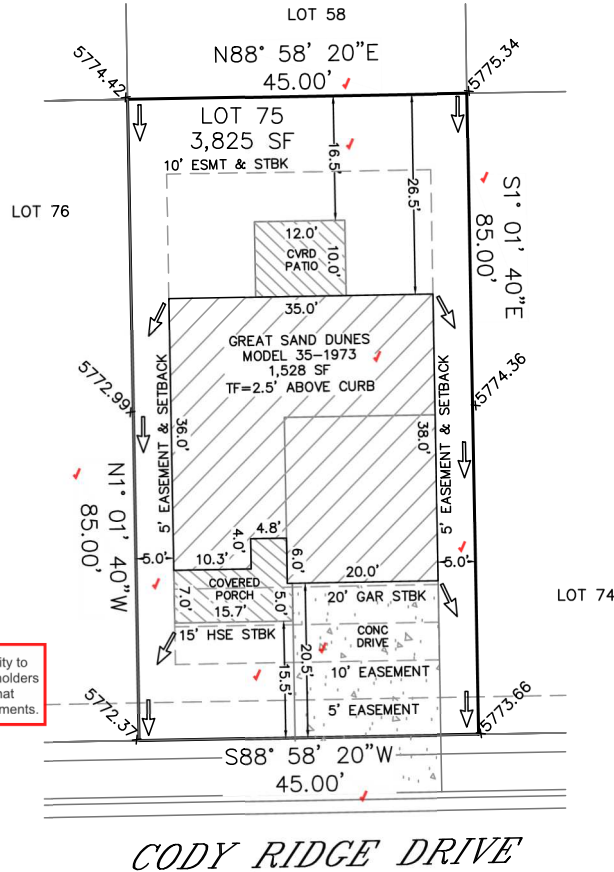 LOT 58
N88° 58' 20"E
45.00'
5774.42
5775.34
LOT 75
3,825 SF
10' ESMT & STBK
16.5'
26.5'
S1° 01' 40"E
85.00'
LOT 76
12.0'
CVRD
PATIO
10.0'
35.0'
GREAT SAND DUNES
MODEL 35-1973
1,528 SF
TF=2.5' ABOVE CURB
5772.99
5774.36
5' EASEMENT & SETBACK
36.0'
38.0'
5' EASEMENT & SETBACK
N1° 01' 40"W
85.00'
4.8'
4.0'
6.0'
5.0'
10.3'
20.0'
5.0'
COVERED
PORCH
15.7'
7.0'
5.0'
20' GAR STBK
LOT 74
15' HSE STBK
CONC
DRIVE
20.5'
15.5'
10' EASEMENT
5' EASEMENT
ity to
holders
hat
ments.
5772.37
5773.66
S88° 58' 20"W
45.00'
CODY RIDGE DRIVE